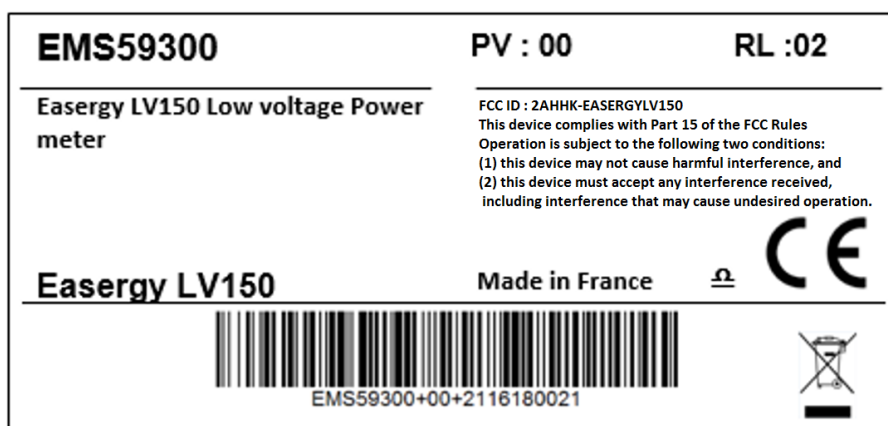 EMS59300 PV : 00 RL :02
Easergy LV150 Low voltage Power
meter
FCC ID : 2AHHK-EASERGYLV150
This device complies with Part 15 of the FCC Rules
Operation is subject to the following two conditions:
(1) this device may not cause harmful interference, and
(2) this device must accept any interference received,
including interference that may cause undesired operation.
Easergy LV150 Made in France ♎ CE
EMS59300+00+2116180021